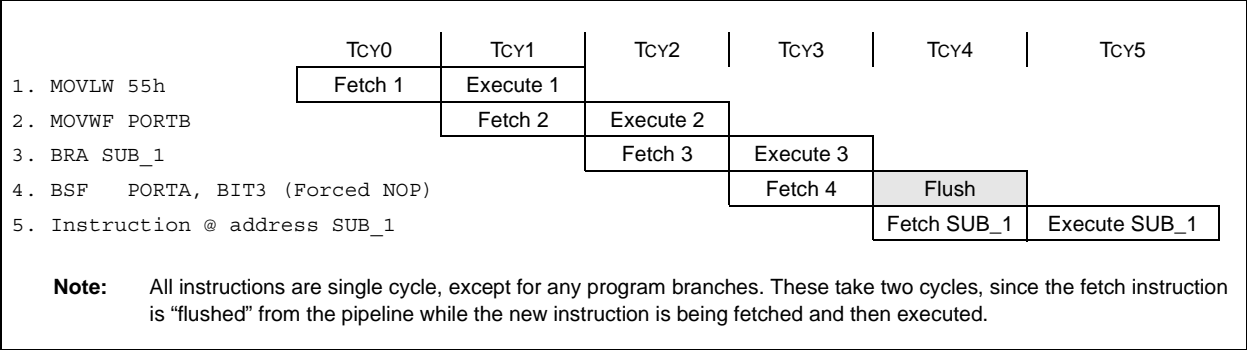 TCY0 TCY1 TCY2 TCY3 TCY4 TCY5
1. MOVLW 55h Fetch 1 Execute 1
2. MOVWF PORTB Fetch 2 Execute 2
3. BRA SUB_1 Fetch 3 Execute 3
4. BSF PORTA, BIT3 (Forced NOP) Fetch 4 Flush
5. Instruction @ address SUB_1 Fetch SUB_1 Execute SUB_1
Note: All instructions are single cycle, except for any program branches. These take two cycles, since the fetch instruction
is “flushed” from the pipeline while the new instruction is being fetched and then executed.